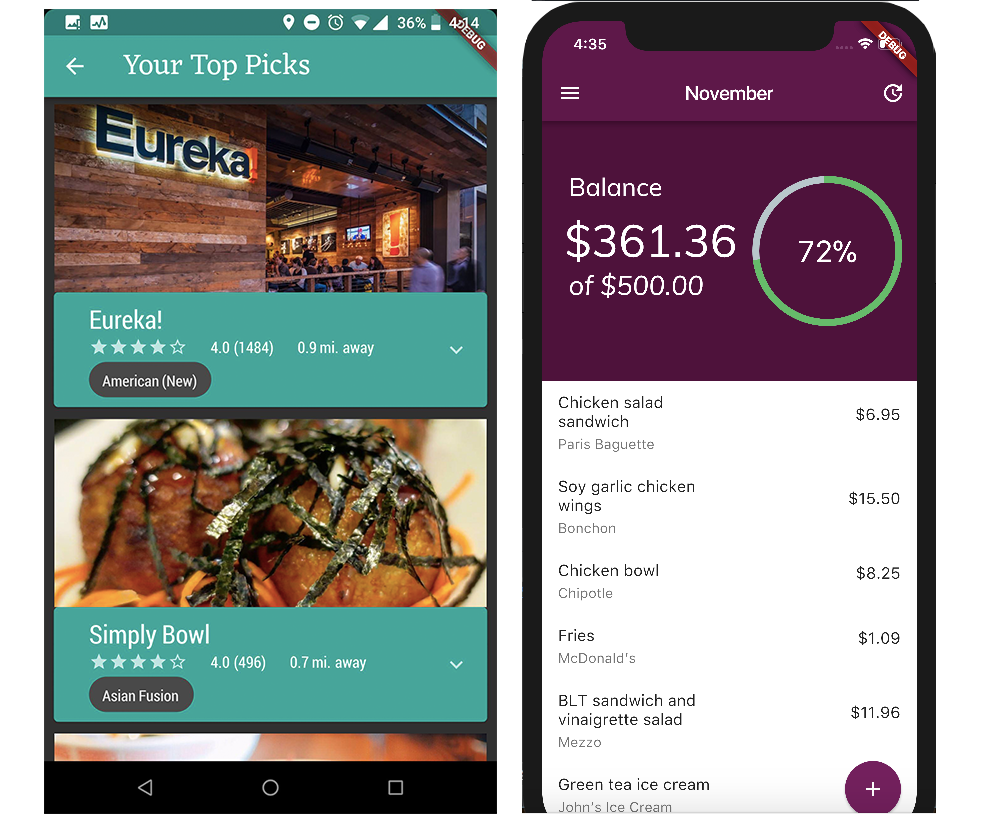 36% 4:14
DEBUG
Your Top Picks
Eureka!
Eureka!
4.0 (1484) 0.9 mi. away
American (New)
Simply Bowl
4.0 (496) 0.7 mi. away
Asian Fusion
4:35
DEBUG
November
Balance
$361.36
of $500.00
72%
Chicken salad
sandwich
$6.95
Paris Baguette
Soy garlic chicken
wings
$15.50
Bonchon
Chicken bowl
$8.25
Chipotle
Fries
$1.09
McDonald's
BLT sandwich and
vinaigrette salad
$11.96
Mezzo
Green tea ice cream
+
John's Ice Cream